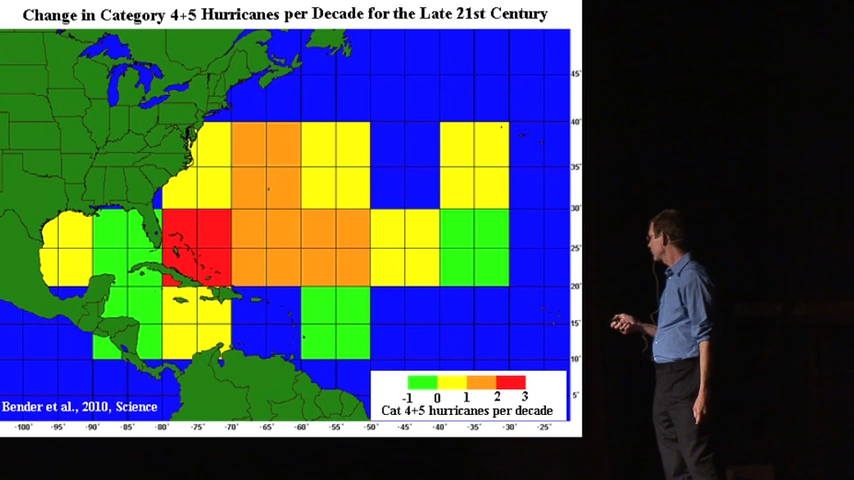 Change in Category 4+5 Hurricanes per Decade for the Late 21st Century
45°
40°
35°
30°
25°
20°
15°
10°
5°
-1 0 1 2 3
Cat 4+5 hurricanes per decade
Bender et al., 2010, Science
-100° -95° -90° -85° -80° -75° -70° -65° -60° -55° -50° -45° -40° -35° -30° -25°